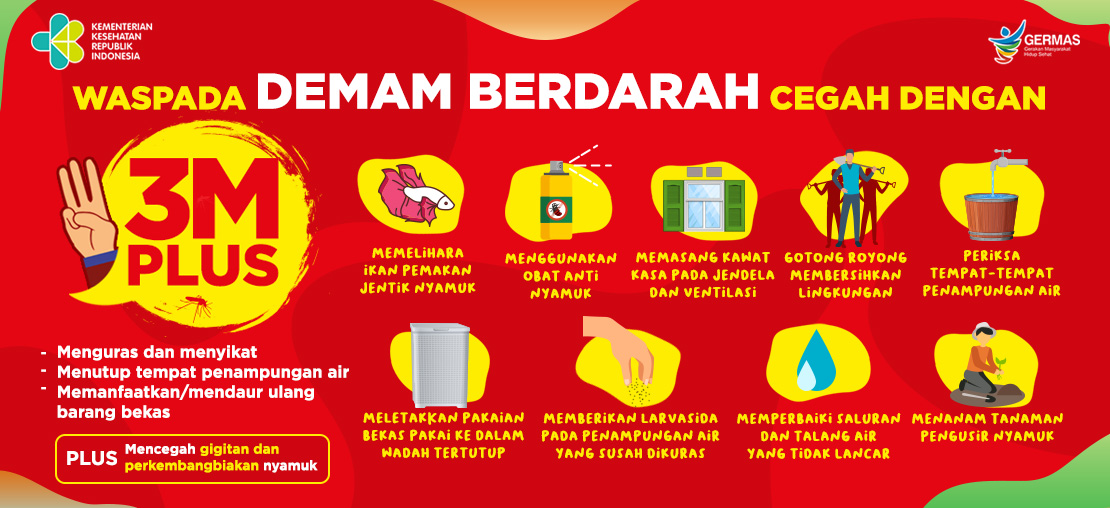 KEMENTERIAN
KESEHATAN
REPUBLIK
INDONESIA
GERMAS
Gerakan Masyarakat
Hidup Sehat
WASPADA DEMAM BERDARAH CEGAH DENGAN
3M
PLUS
- Menguras dan menyikat
- Menutup tempat penampungan air
- Memanfaatkan/mendaur ulang
barang bekas
PLUS Mencegah gigitan dan
perkembangbiakan nyamuk
MEMELIHARA
IKAN PEMAKAN
JENTIK NYAMUK
MENGGUNAKAN
OBAT ANTI
NYAMUK
MEMASANG KAWAT
KASA PADA JENDELA
DAN VENTILASI
GOTONG ROYONG
MEMBERSIHKAN
LINGKUNGAN
PERIKSA
TEMPAT-TEMPAT
PENAMPUNGAN AIR
MELETAKKAN PAKAIAN
BEKAS PAKAI KE DALAM
WADAH TERTUTUP
MEMBERIKAN LARVASIDA
PADA PENAMPUNGAN AIR
YANG SUSAH DIKURAS
MEMPERBAIKI SALURAN
DAN TALANG AIR
YANG TIDAK LANCAR
MENANAM TANAMAN
PENGUSIR NYAMUK